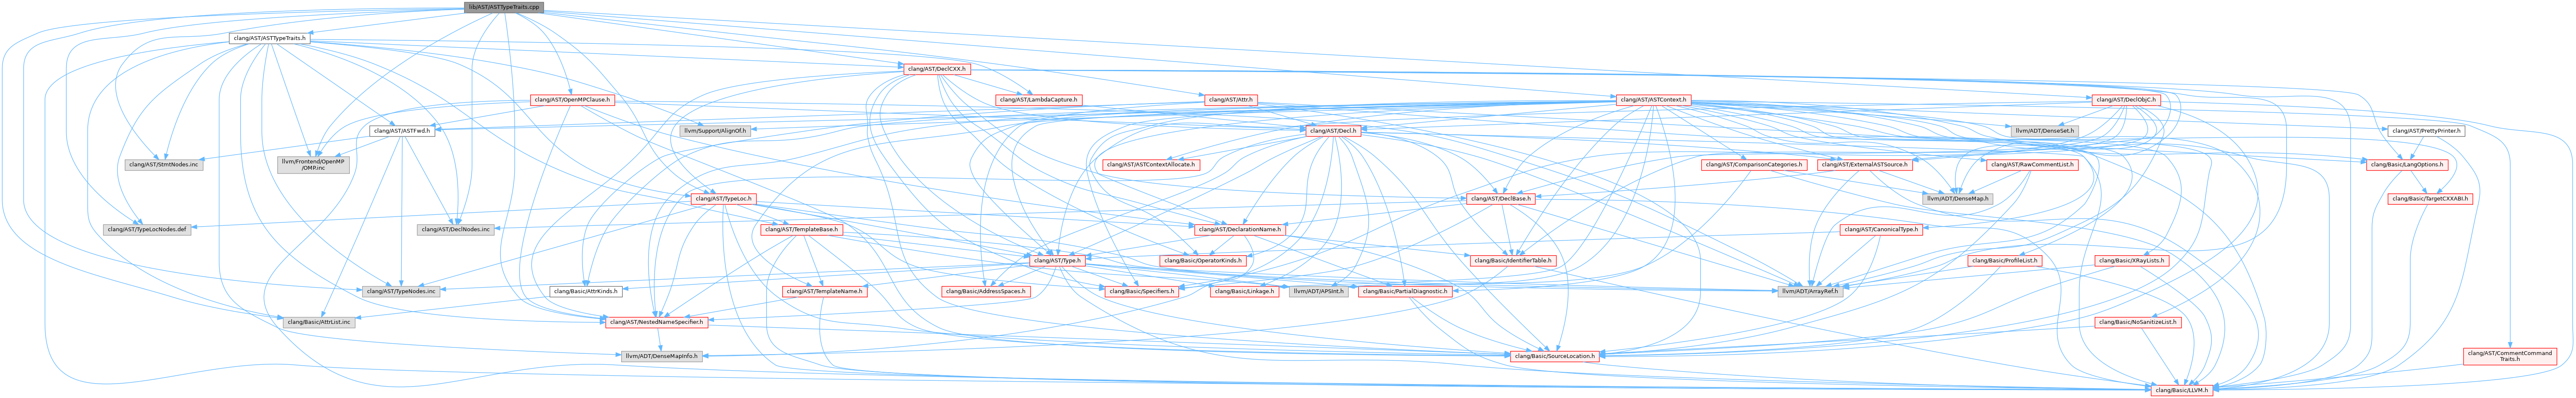 lib/AST/ASTTypeTraits.cpp
clang/AST/ASTTypeTraits.h
clang/AST/DeclCXX.h
clang/AST/OpenMPClause.h
clang/AST/LambdaCapture.h
clang/AST/Attr.h
clang/AST/ASTContext.h
clang/AST/DeclObjC.h
clang/AST/ASTFwd.h
llvm/Support/AlignOf.h
clang/AST/Decl.h
llvm/ADT/DenseSet.h
clang/AST/PrettyPrinter.h
clang/AST/StmtNodes.inc
llvm/Frontend/OpenMP
/OMP.inc
clang/AST/ASTContextAllocate.h
clang/AST/ComparisonCategories.h
clang/AST/ExternalASTSource.h
clang/AST/RawCommentList.h
clang/Basic/LangOptions.h
clang/AST/TypeLoc.h
clang/AST/DeclBase.h
llvm/ADT/DenseMap.h
clang/Basic/TargetCXXABI.h
clang/AST/TypeLocNodes.def
clang/AST/DeclNodes.inc
clang/AST/TemplateBase.h
clang/AST/DeclarationName.h
clang/AST/CanonicalType.h
clang/AST/Type.h
clang/Basic/OperatorKinds.h
clang/Basic/IdentifierTable.h
clang/Basic/ProfileList.h
clang/Basic/XRayLists.h
clang/AST/TypeNodes.inc
clang/Basic/AttrKinds.h
clang/AST/TemplateName.h
clang/Basic/AddressSpaces.h
clang/Basic/Specifiers.h
clang/Basic/Linkage.h
llvm/ADT/APSInt.h
clang/Basic/PartialDiagnostic.h
llvm/ADT/ArrayRef.h
clang/Basic/AttrList.inc
clang/AST/NestedNameSpecifier.h
clang/Basic/NoSanitizeList.h
llvm/ADT/DenseMapInfo.h
clang/Basic/SourceLocation.h
clang/AST/CommentCommand
Traits.h
clang/Basic/LLVM.h